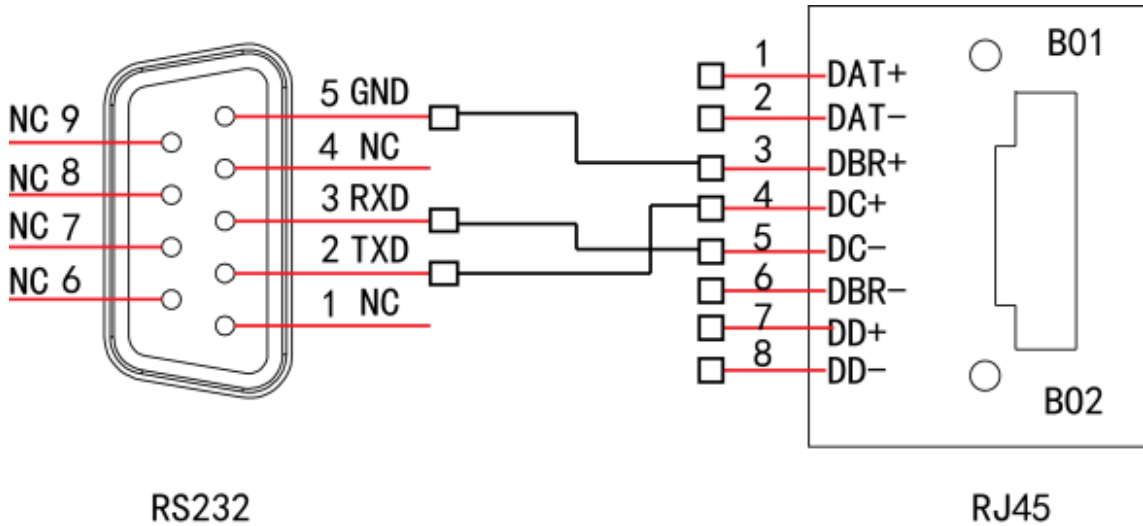 NC 9
NC 8
NC 7
NC 6
5 GND
4 NC
3 RXD
2 TXD
1 NC
1 DAT+
2 DAT-
3 DBR+
4 DC+
5 DC-
6 DBR-
7 DD+
8 DD-
B01
B02
RS232
RJ45